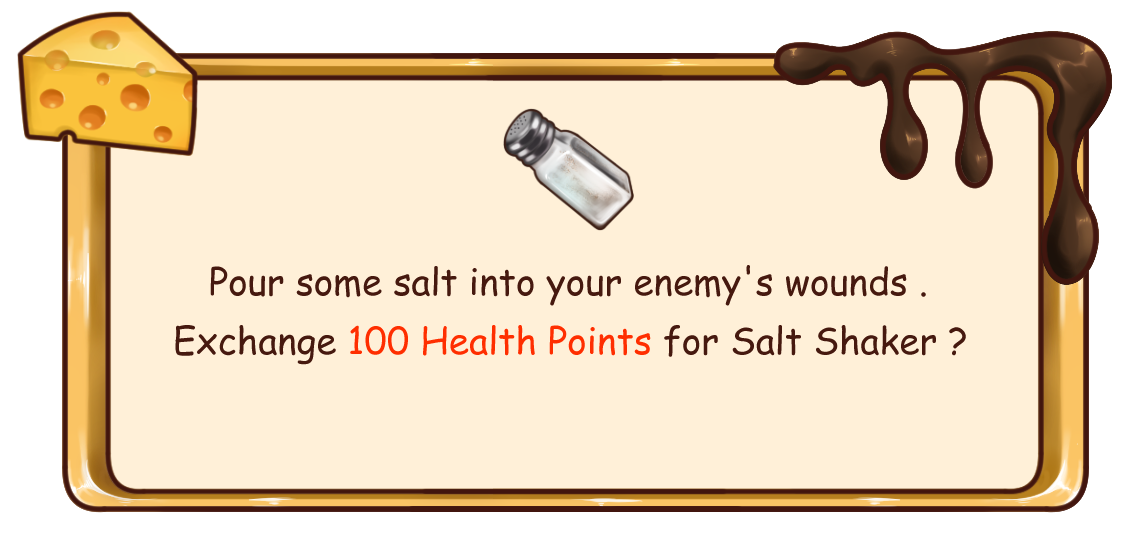 Pour some salt into your enemy's wounds .
Exchange 100 Health Points for Salt Shaker ?